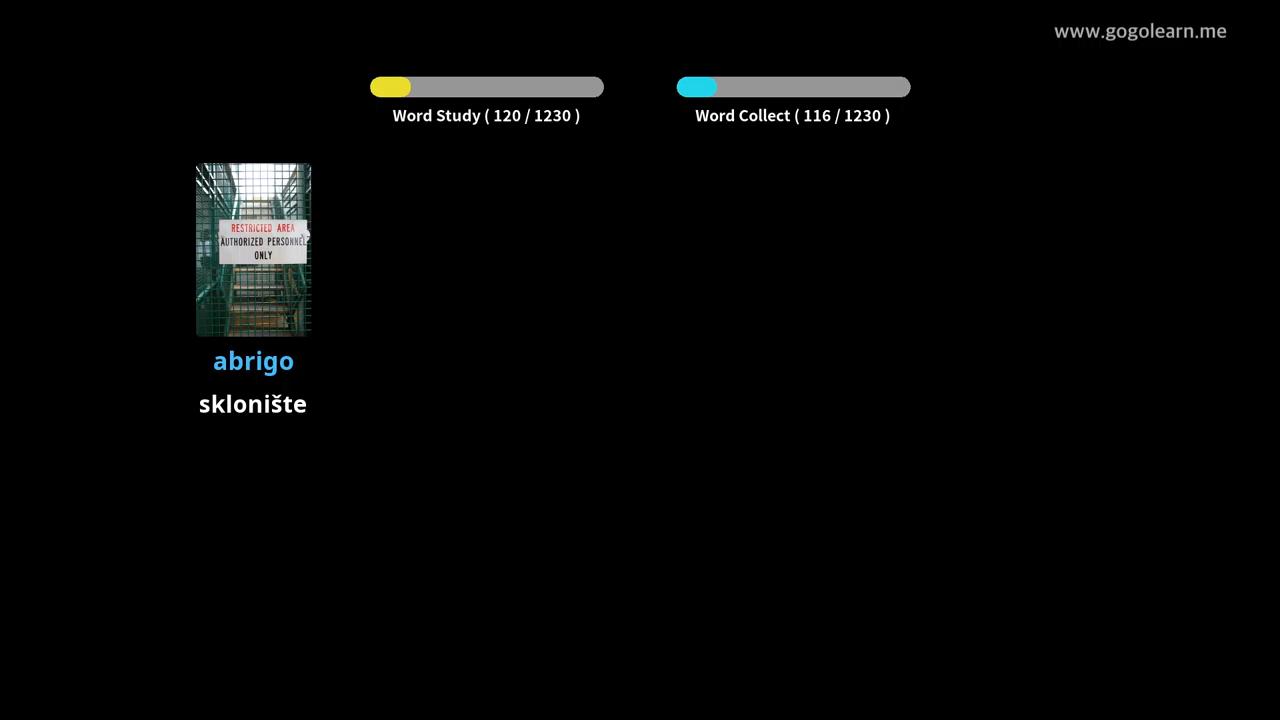 www.gogolearn.me
Word Study ( 120 / 1230 )
Word Collect ( 116 / 1230 )
RESTRICTED AREA
AUTHORIZED PERSONNEL
ONLY
abrigo
sklonište